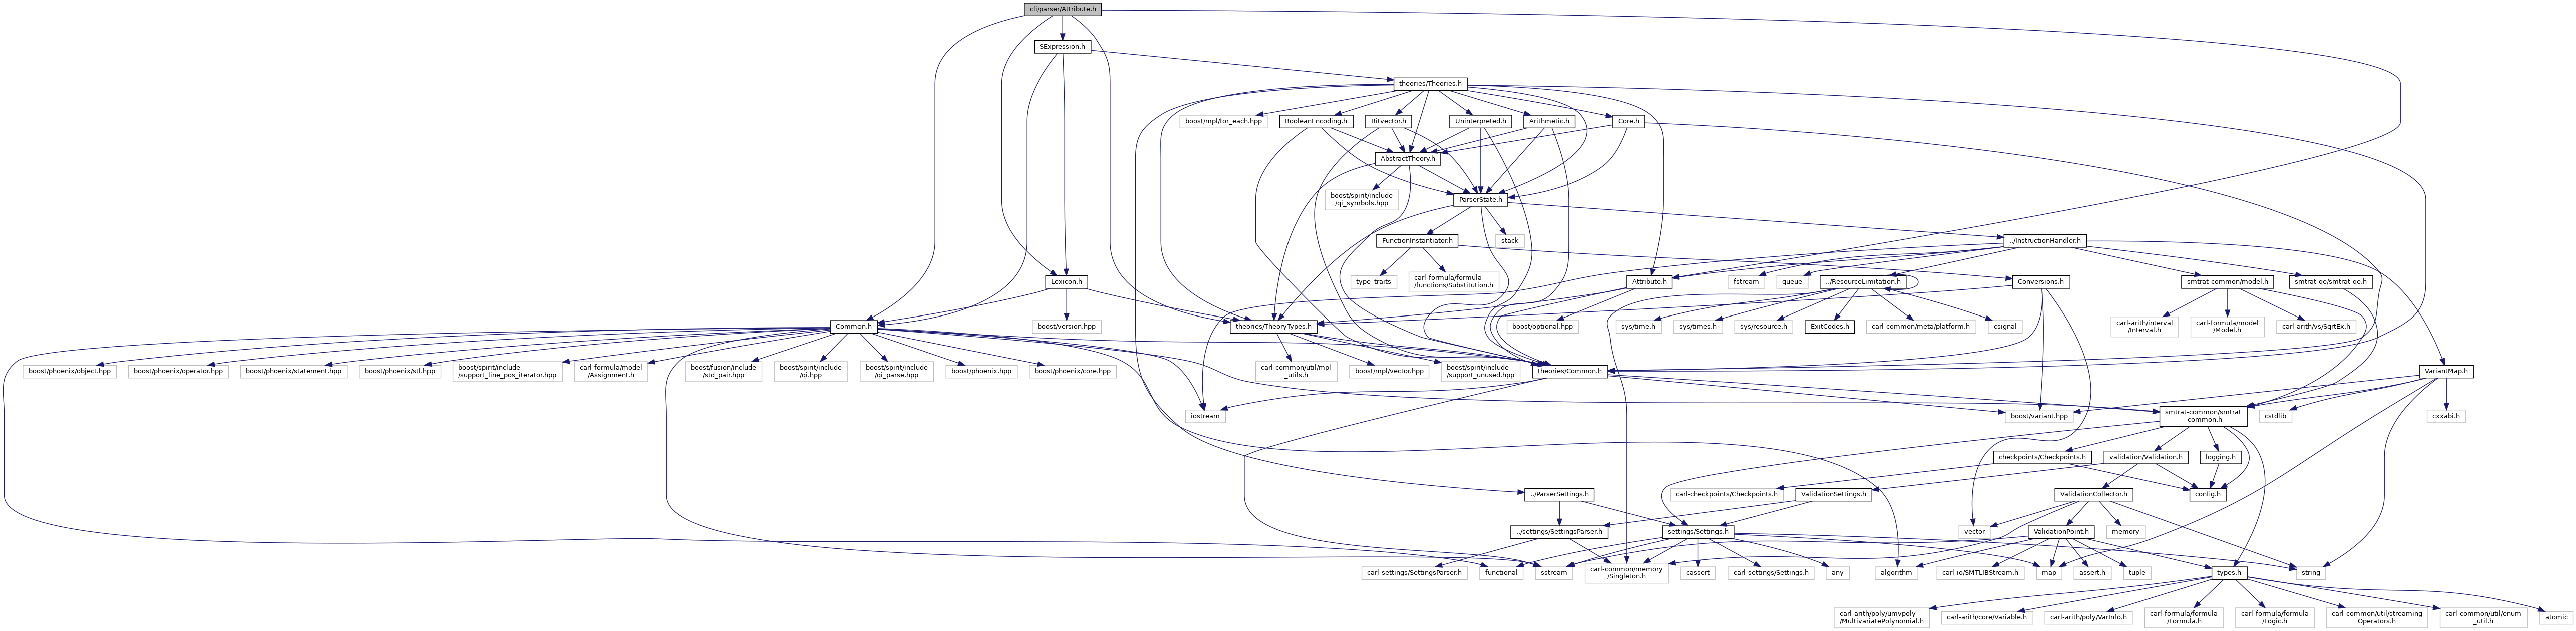 cli/parser/Attribute.h
SExpression.h
theories/Theories.h
boost/mpl/for_each.hpp
BooleanEncoding.h
Bitvector.h
Uninterpreted.h
Arithmetic.h
Core.h
AbstractTheory.h
boost/spirit/include
/qi_symbols.hpp
ParserState.h
FunctionInstantiator.h
stack
../InstructionHandler.h
Lexicon.h
type_traits
carl-formula/formula
/functions/Substitution.h
Attribute.h
fstream
queue
../ResourceLimitation.h
Conversions.h
smtrat-common/model.h
smtrat-qe/smtrat-qe.h
Common.h
boost/version.hpp
theories/TheoryTypes.h
boost/optional.hpp
sys/time.h
sys/times.h
sys/resource.h
ExitCodes.h
carl-common/meta/platform.h
csignal
carl-arith/interval
/Interval.h
carl-formula/model
/Model.h
carl-arith/vs/SqrtEx.h
boost/phoenix/object.hpp
boost/phoenix/operator.hpp
boost/phoenix/statement.hpp
boost/phoenix/stl.hpp
boost/spirit/include
/support_line_pos_iterator.hpp
carl-formula/model
/Assignment.h
boost/fusion/include
/std_pair.hpp
boost/spirit/include
/qi.hpp
boost/spirit/include
/qi_parse.hpp
boost/phoenix.hpp
boost/phoenix/core.hpp
carl-common/util/mpl
_utils.h
boost/mpl/vector.hpp
boost/spirit/include
/support_unused.hpp
theories/Common.h
VariantMap.h
iostream
boost/variant.hpp
smtrat-common/smtrat
-common.h
cstdlib
cxxabi.h
checkpoints/Checkpoints.h
validation/Validation.h
logging.h
../ParserSettings.h
carl-checkpoints/Checkpoints.h
ValidationSettings.h
ValidationCollector.h
config.h
../settings/SettingsParser.h
settings/Settings.h
vector
ValidationPoint.h
memory
carl-settings/SettingsParser.h
functional
sstream
carl-common/memory
/Singleton.h
cassert
carl-settings/Settings.h
any
algorithm
carl-io/SMTLIBStream.h
map
assert.h
tuple
types.h
string
carl-arith/poly/umvpoly
/MultivariatePolynomial.h
carl-arith/core/Variable.h
carl-arith/poly/VarInfo.h
carl-formula/formula
/Formula.h
carl-formula/formula
/Logic.h
carl-common/util/streaming
Operators.h
carl-common/util/enum
_util.h
atomic